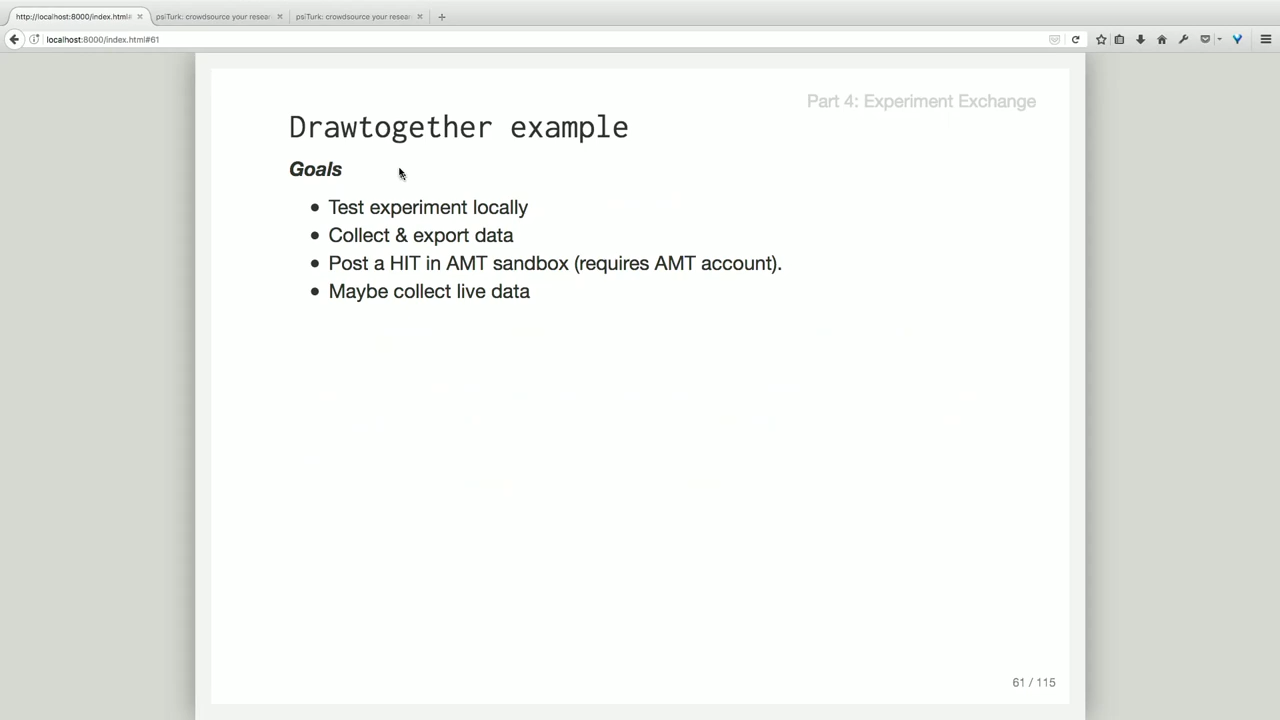 http://localhost:8000/index.html#
psiTurk: crowdsource your resear
psiTurk: crowdsource your resear
localhost:8000/index.html#61
Part 4: Experiment Exchange
Drawtogether example
Goals
Test experiment locally
Collect & export data
Post a HIT in AMT sandbox (requires AMT account).
Maybe collect live data
61 / 115